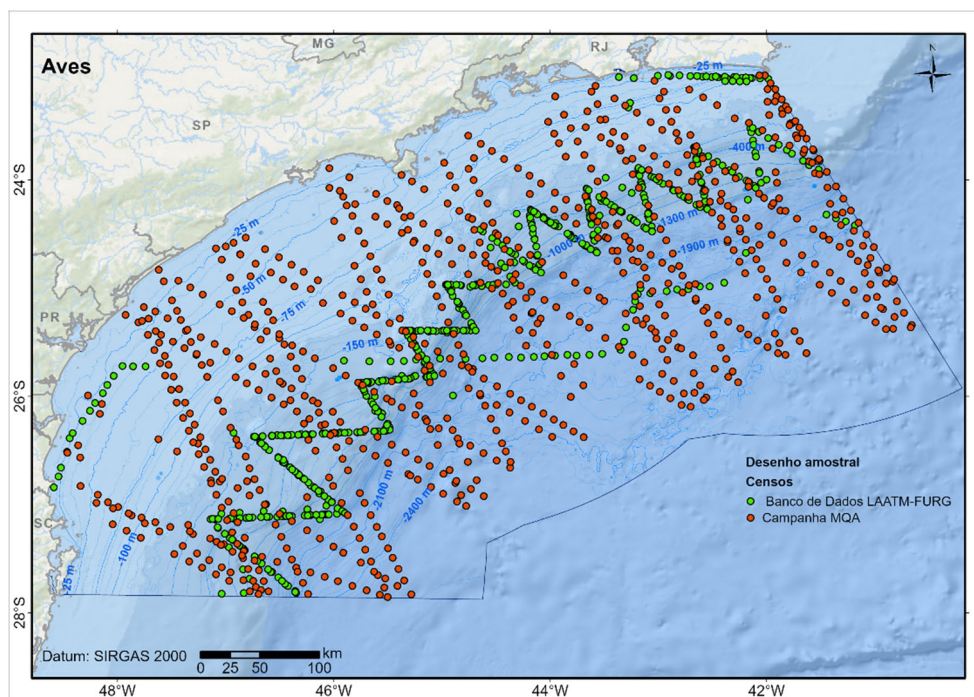 MG
RJ
N
Aves
-25 m
SP
-400 m
24°S
-25 m
-1300 m
-1000 m
-1900 m
-50 m
-75 m
PR
-150 m
26°S
Desenho amostral
Censos
Banco de Dados LAATM-FURG
Campanha MQA
-2100 m
-2400 m
SC
-100 m
-25 m
28°S
Datum: SIRGAS 2000
km
0 25 50 100
48°W 46°W 44°W 42°W